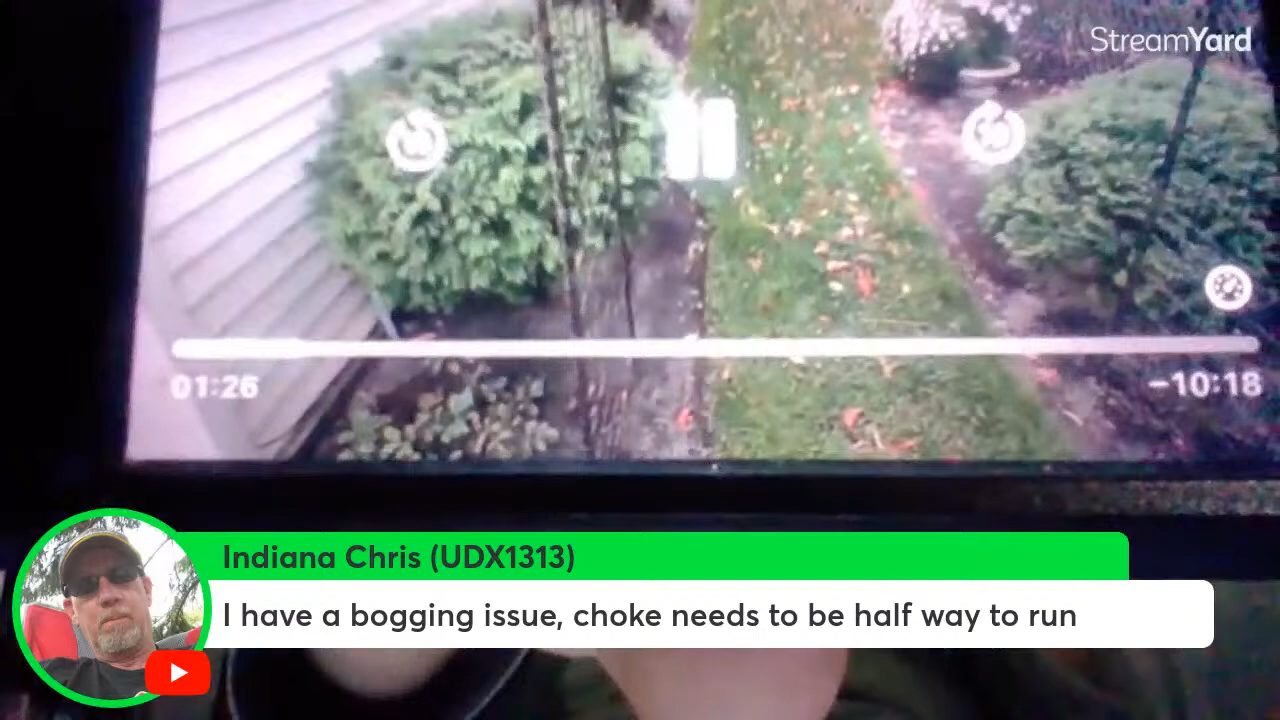 StreamYard
01:26
-10:18
Indiana Chris (UDX1313)
I have a bogging issue, choke needs to be half way to run